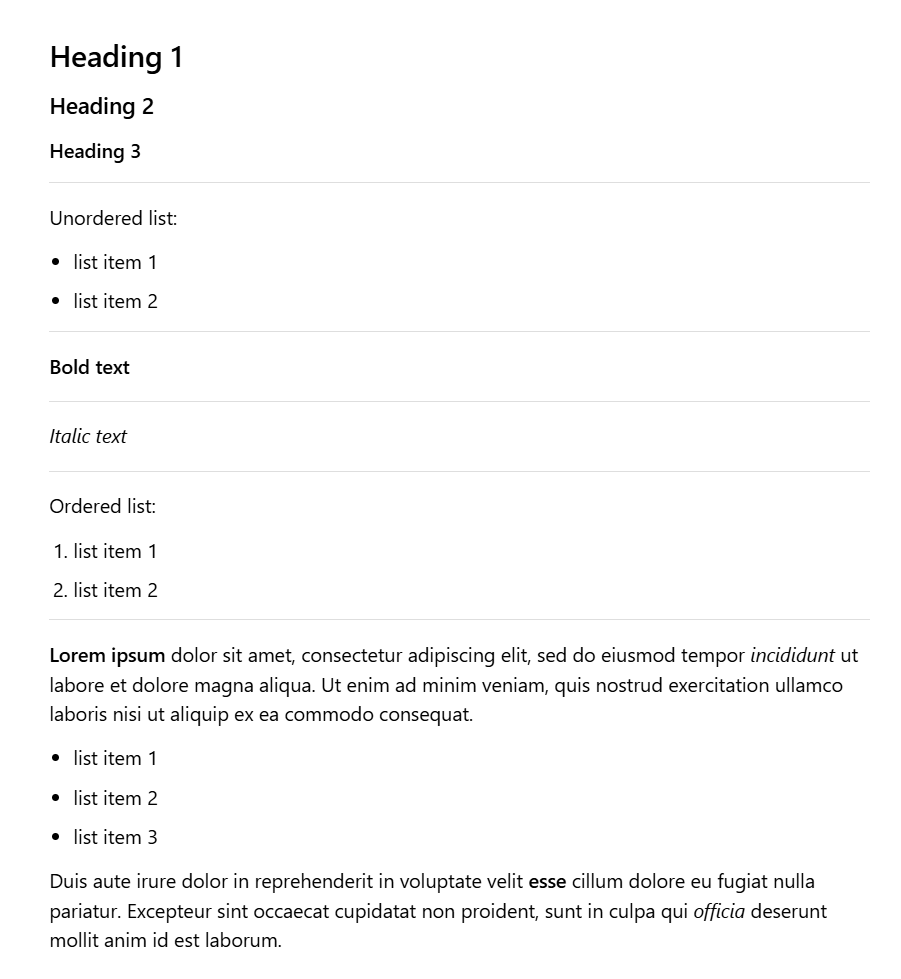 Heading 1
Heading 2
Heading 3
Unordered list:
• list item 1
• list item 2
Bold text
Italic text
Ordered list:
1. list item 1
2. list item 2
Lorem ipsum dolor sit amet, consectetur adipiscing elit, sed do eiusmod tempor incididunt ut
labore et dolore magna aliqua. Ut enim ad minim veniam, quis nostrud exercitation ullamco
laboris nisi ut aliquip ex ea commodo consequat.
• list item 1
• list item 2
• list item 3
Duis aute irure dolor in reprehenderit in voluptate velit esse cillum dolore eu fugiat nulla
pariatur. Excepteur sint occaecat cupidatat non proident, sunt in culpa qui officia deserunt
mollit anim id est laborum.